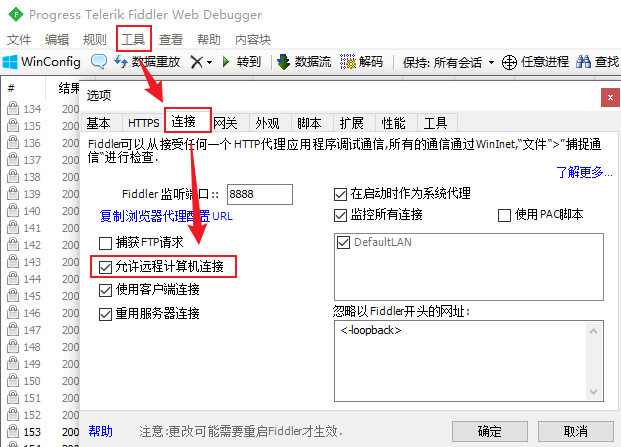 Progress Telerik Fiddler Web Debugger
文件 编辑 规则 工具 查看 帮助 内容块
WinConfig 数据重放 转到 数据流 解码 保持: 所有会话 任意进程 查找
# 结果
134 200
135 200
136 200
137 200
138 200
139 200
140 200
141 200
142 200
143 200
144 200
145 200
146 200
147 200
148 200
149 200
150 200
151 200
152 200
153 200
154 200
选项
基本 HTTPS 连接 网关 外观 脚本 扩展 性能 工具
Fiddler可以从接受任何一个 HTTP代理应用程序调试通信,所有的通信通过WinInet,“文件“>”捕捉通
信“进行检查.
了解更多...
Fiddler 监听端口:: 8888
复制浏览器代理配置 URL
捕获FTP请求
允许远程计算机连接
使用客户端连接
重用服务器连接
在启动时作为系统代理
监控所有连接 使用 PAC脚本
DefaultLAN
忽略以Fiddler开头的网址:
<-loopback>
帮助 注意:更改可能需要重启Fiddler才生效. 确定 取消